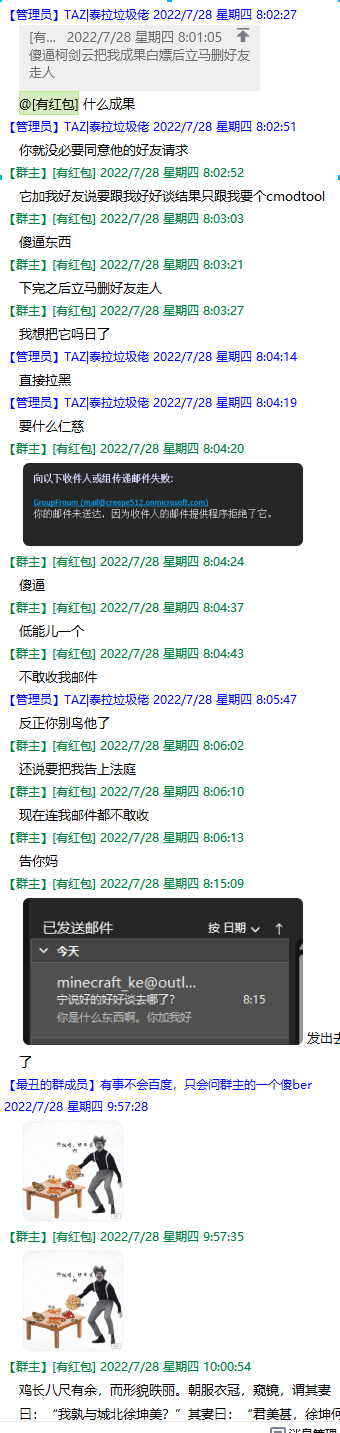 【管理员】TAZ|泰拉垃圾佬 2022/7/28 星期四 8:02:27
[有... 2022/7/28 星期四 8:01:05
傻逼柯剑云把我成果白嫖后立马删好友
走人
@[有红包] 什么成果
【管理员】TAZ|泰拉垃圾佬 2022/7/28 星期四 8:02:51
你就没必要同意他的好友请求
【群主】[有红包] 2022/7/28 星期四 8:02:52
它加我好友说要跟我好好谈结果只跟我要个cmodtool
【群主】[有红包] 2022/7/28 星期四 8:03:03
傻逼东西
【群主】[有红包] 2022/7/28 星期四 8:03:21
下完之后立马删好友走人
【群主】[有红包] 2022/7/28 星期四 8:03:27
我想把它吗日了
【管理员】TAZ|泰拉垃圾佬 2022/7/28 星期四 8:04:14
直接拉黑
【管理员】TAZ|泰拉垃圾佬 2022/7/28 星期四 8:04:19
要什么仁慈
【群主】[有红包] 2022/7/28 星期四 8:04:20
向以下收件人或组传递邮件失败:
GroupFroum (mail@creepe512.onmicrosoft.com)
你的邮件未送达，因为收件人的邮件提供程序拒绝了它。
【群主】[有红包] 2022/7/28 星期四 8:04:24
傻逼
【群主】[有红包] 2022/7/28 星期四 8:04:37
低能儿一个
【群主】[有红包] 2022/7/28 星期四 8:04:43
不敢收我邮件
【管理员】TAZ|泰拉垃圾佬 2022/7/28 星期四 8:05:47
反正你别鸟他了
【群主】[有红包] 2022/7/28 星期四 8:06:02
还说要把我告上法庭
【群主】[有红包] 2022/7/28 星期四 8:06:10
现在连我邮件都不敢收
【群主】[有红包] 2022/7/28 星期四 8:06:13
告你妈
【群主】[有红包] 2022/7/28 星期四 8:15:09
已发送邮件 按 日期
今天
minecraft_ke@outl...
宁说好的好好谈去哪了? 8:15
你是什么东西啊。你加我好
发出去
了
【最丑的群成员】有事不会百度，只会问群主的一个傻ber
2022/7/28 星期四 9:57:28
【群主】[有红包] 2022/7/28 星期四 9:57:35
【群主】[有红包] 2022/7/28 星期四 10:00:54
鸡长八尺有余，而形貌昳丽。朝服衣冠，窥镜，谓其妻
曰：“我孰与城北徐坤美？”其妻曰：“君美甚，徐坤何